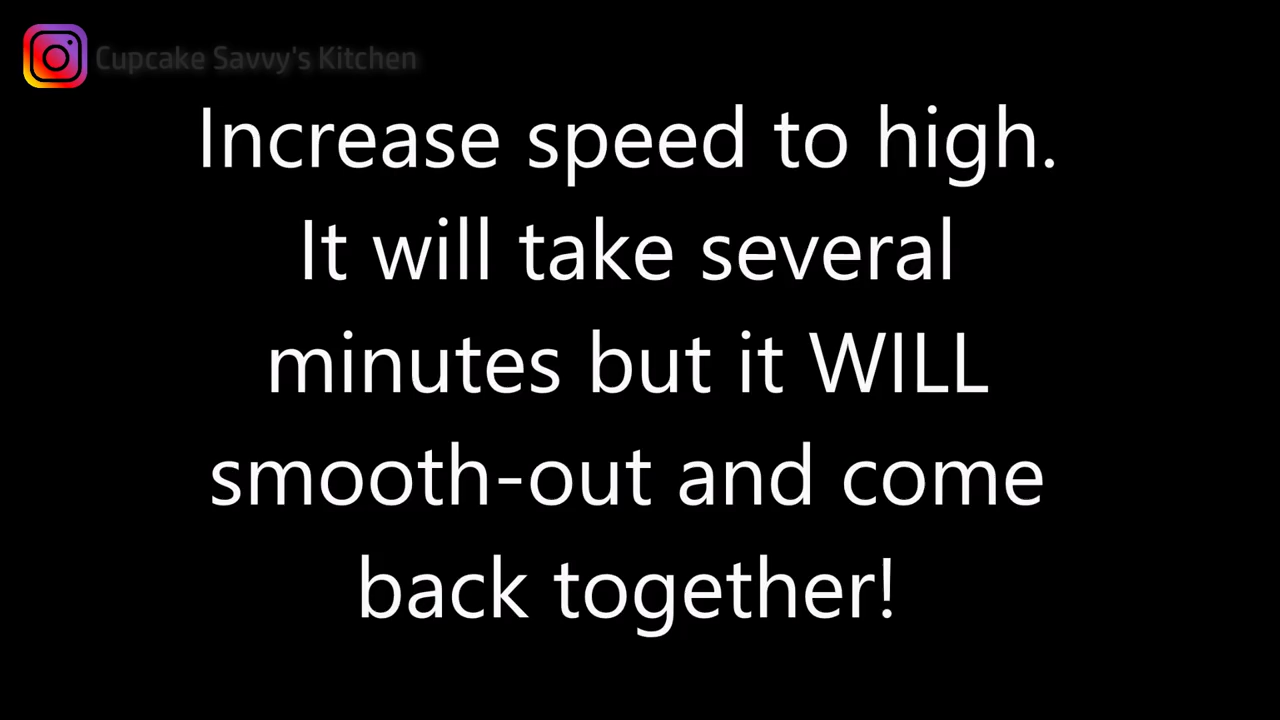 Cupcake Savvy's Kitchen
Increase speed to high.
It will take several
minutes but it WILL
smooth-out and come
back together!